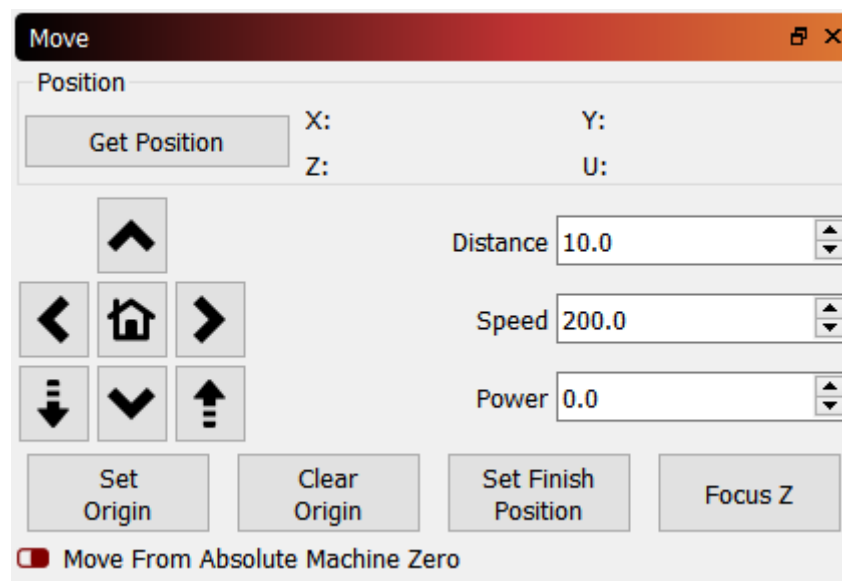 Move
Position
Get Position
X:
Y:
Z:
U:
Distance 10.0
Speed 200.0
Power 0.0
Set
Origin
Clear
Origin
Set Finish
Position
Focus Z
Move From Absolute Machine Zero